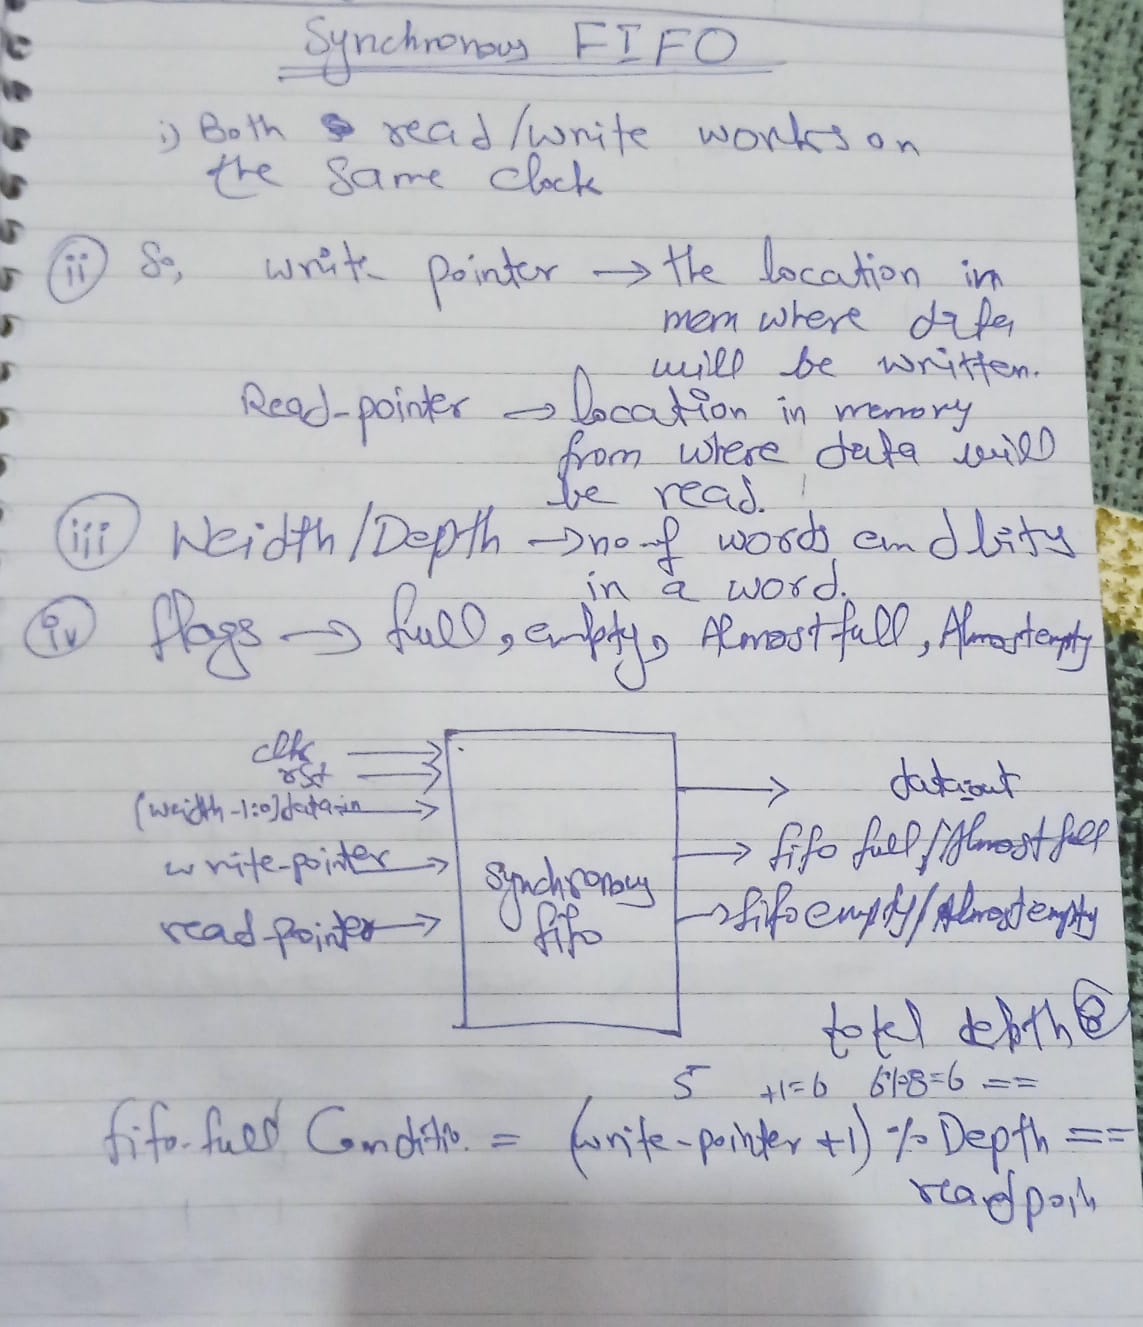 Synchronous FIFO
i) Both read/write works on
the same clock
ii So, write pointer → the location in
mem where data
will be written.
Read-pointer → location in memory
from where data will
be read.
iii Weidth/Depth → no of words and bits
in a word.
iv flags → full, empty, Almost full, Almost empty
clk
rst
[weidth-1:0] data-in
write-pointer
read-pointer
Synchronous
fifo
data-out
fifo full/Almost full
fifo empty/Almost empty
total depth 8
5 +1=6 6%8=6 ==
fifo-full Conditio. = (write-pointer +1) % Depth ==
read poin